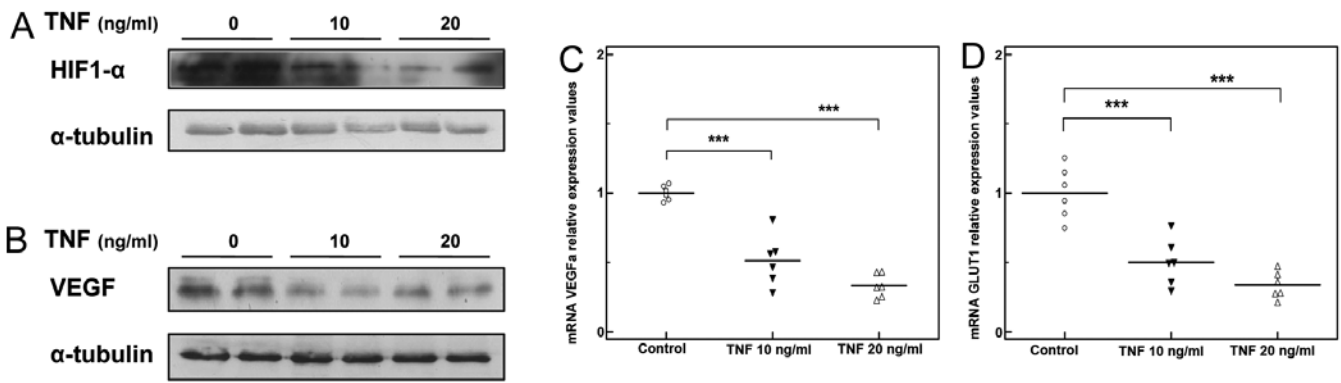 A TNF (ng/ml)
0 10 20
HIF1-α
α-tubulin
B TNF (ng/ml)
0 10 20
VEGF
α-tubulin
C
mRNA VEGFa relative expression values
2
1
0
***
***
Control TNF 10 ng/ml TNF 20 ng/ml
D
mRNA GLUT1 relative expression values
2
1
0
***
***
Control TNF 10 ng/ml TNF 20 ng/ml